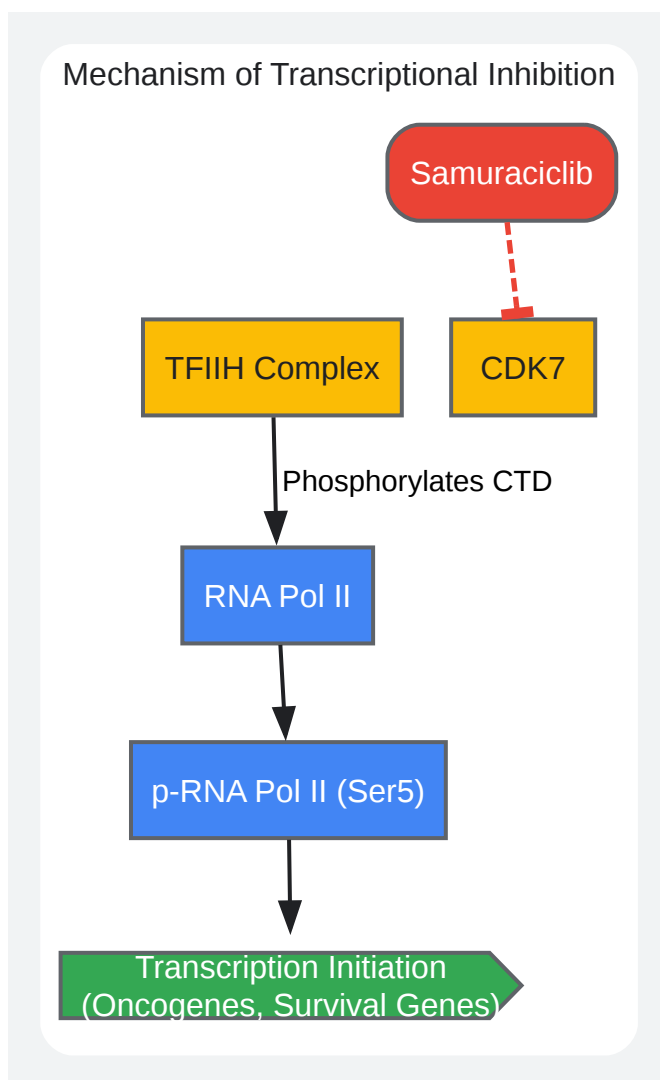 Mechanism of Transcriptional Inhibition
Samuraciclib
TFIIH Complex
CDK7
Phosphorylates CTD
RNA Pol II
p-RNA Pol II (Ser5)
Transcription Initiation
(Oncogenes, Survival Genes)